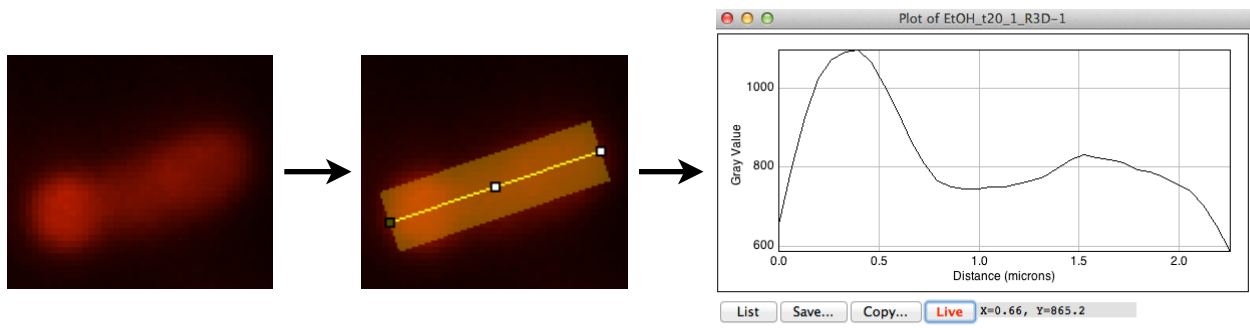 Plot of EtOH_t20_1_R3D-1
1000
800
600
Gray Value
0.0 0.5 1.0 1.5 2.0
Distance (microns)
List Save... Copy... Live X=0.66, Y=865.2